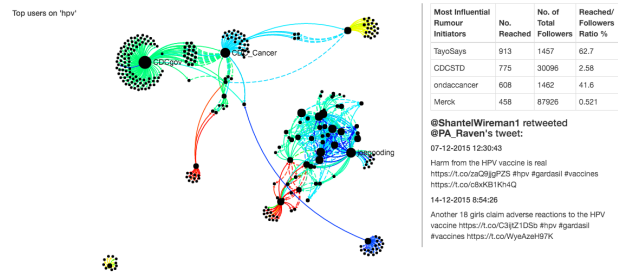 Top users on 'hpv'
CDCgov
Cancer
Most Influential Rumour Initiators | No. Reached | No. of Total Followers | Reached/ Followers Ratio %
TayoSays 913 1457 62.7
CDCSTD 775 30096 2.58
ondaccancer 608 1462 41.6
Merck 458 87926 0.521
@ShantelWireman1 retweeted
@PA_Raven's tweet:
07-12-2015 12:30:43
Harm from the HPV vaccine is real
https://t.co/zaQ9jjgPZS #hpv #gardasil #vaccines
https://t.co/c8xKB1Kh4Q
14-12-2015 8:54:26
Another 18 girls claim adverse reactions to the HPV
vaccine https://t.co/C3ijtZ1DSb #hpv #gardasil
#vaccines https://t.co/WyeAzeH97K